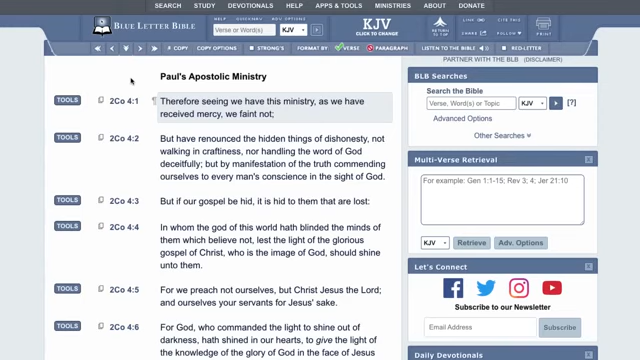 SEARCH STUDY DEVOTIONALS HELP APPS & TOOLS MINISTRIES ABOUT DONATE
BLUE LETTER BIBLE
QUICKNAV ADV OPTIONS
Verse or Word(s) KJV
KJV
CLICK TO CHANGE
RETURN TO TOP
LINK CITE THIS
PRINT
COPY COPY OPTIONS STRONG'S FORMAT BY VERSE PARAGRAPH LISTEN TO THE BIBLE RED-LETTER
PARTNER WITH THE BLB (DISCLAIMER)
Paul's Apostolic Ministry
TOOLS 2Co 4:1 ¶ Therefore seeing we have this ministry, as we have
received mercy, we faint not;
TOOLS 2Co 4:2 But have renounced the hidden things of dishonesty, not
walking in craftiness, nor handling the word of God
deceitfully; but by manifestation of the truth commending
ourselves to every man's conscience in the sight of God.
TOOLS 2Co 4:3 But if our gospel be hid, it is hid to them that are lost:
TOOLS 2Co 4:4 In whom the god of this world hath blinded the minds of
them which believe not, lest the light of the glorious
gospel of Christ, who is the image of God, should shine
unto them.
TOOLS 2Co 4:5 For we preach not ourselves, but Christ Jesus the Lord;
and ourselves your servants for Jesus' sake.
TOOLS 2Co 4:6 For God, who commanded the light to shine out of
darkness, hath shined in our hearts, to give the light of
the knowledge of the glory of God in the face of Jesus
BLB Searches
Search the Bible
Verse, Word(s) or Topic KJV [?]
Advanced Options
Other Searches
Multi-Verse Retrieval x
For example: Gen 1:1-15; Rev 3; 4; Jer 21:10
KJV Retrieve Adv. Options
Let's Connect x
Subscribe to our Newsletter
Email Address Subscribe
Daily Devotionals x